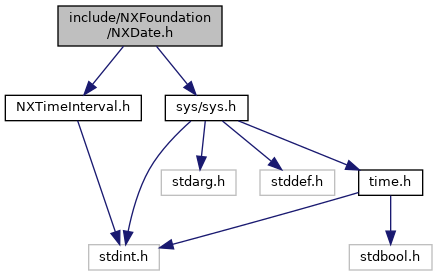 include/NXFoundation
/NXDate.h
NXTimeInterval.h
sys/sys.h
stdarg.h
stddef.h
time.h
stdint.h
stdbool.h